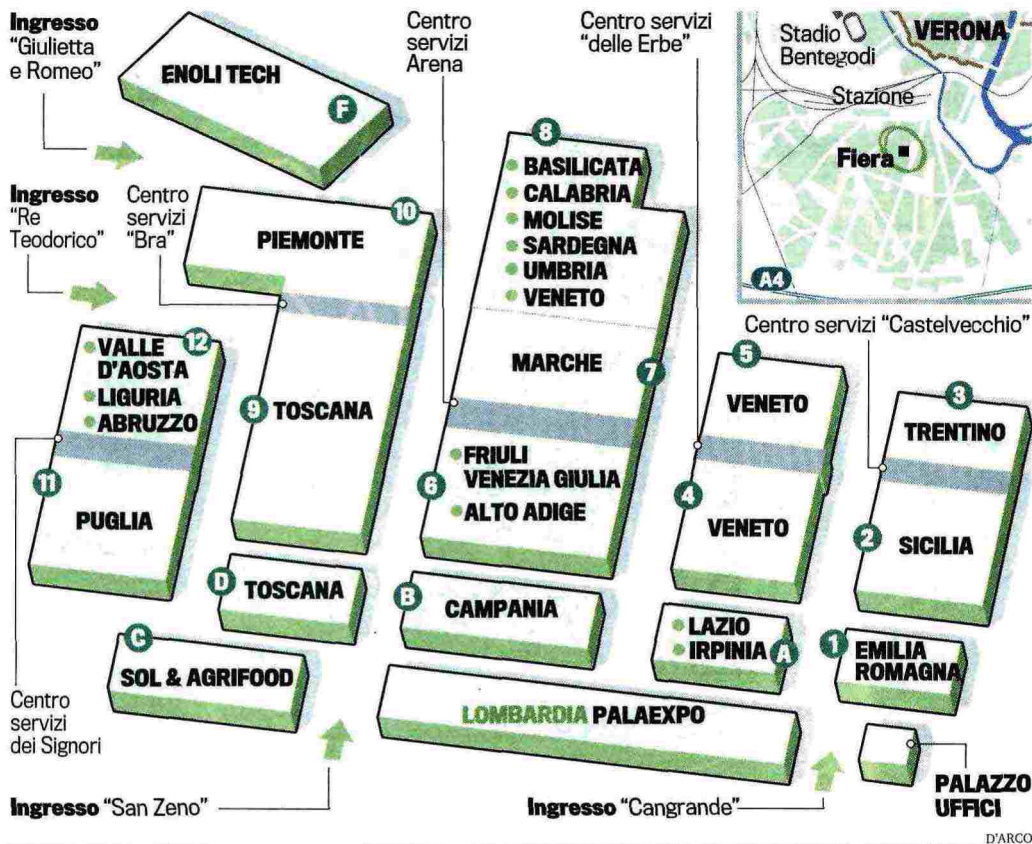 Ingresso
"Giulietta
e Romeo"
ENOLI TECH
F
Centro
servizi
Arena
Centro servizi
"delle Erbe"
Stadio
Bentegodi
VERONA
Stazione
Fiera
A4
Ingresso
"Re
Teodorico"
Centro
servizi
"Bra"
10
PIEMONTE
8
BASILICATA
CALABRIA
MOLISE
SARDEGNA
UMBRIA
VENETO
MARCHE
7
Centro servizi "Castelvecchio"
12
VALLE
D'AOSTA
LIGURIA
ABRUZZO
9
TOSCANA
5
VENETO
3
TRENTINO
11
PUGLIA
6
FRIULI
VENEZIA GIULIA
ALTO ADIGE
4
VENETO
2
SICILIA
D
TOSCANA
B
CAMPANIA
LAZIO
IRPINIA
A
1
EMILIA
ROMAGNA
C
SOL & AGRIFOOD
LOMBARDIA PALAEXPO
Centro
servizi
dei Signori
Ingresso "San Zeno"
Ingresso "Cangrande"
PALAZZO
UFFICI
D'ARCO